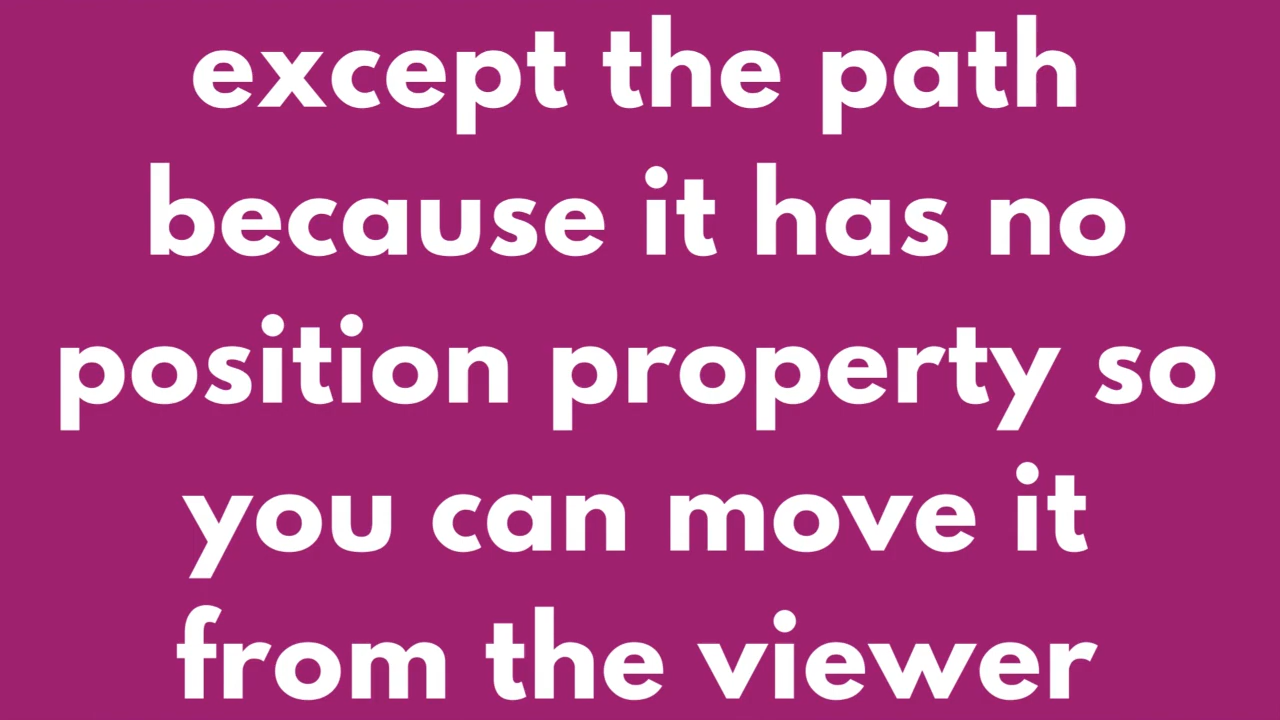 except the path
because it has no
position property so
you can move it
from the viewer